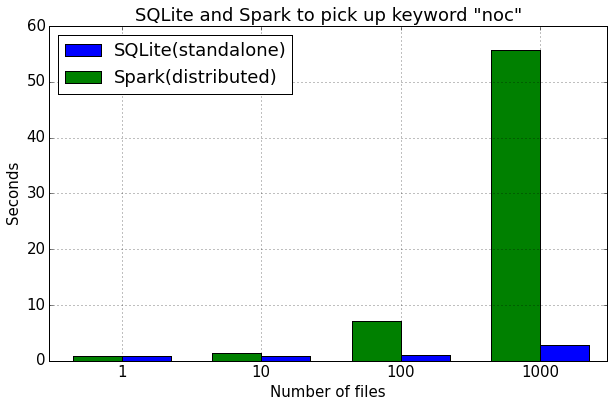 SQLite and Spark to pick up keyword "noc"
SQLite(standalone)
Spark(distributed)
60
50
40
30
20
10
0
Seconds
1 10 100 1000
Number of files